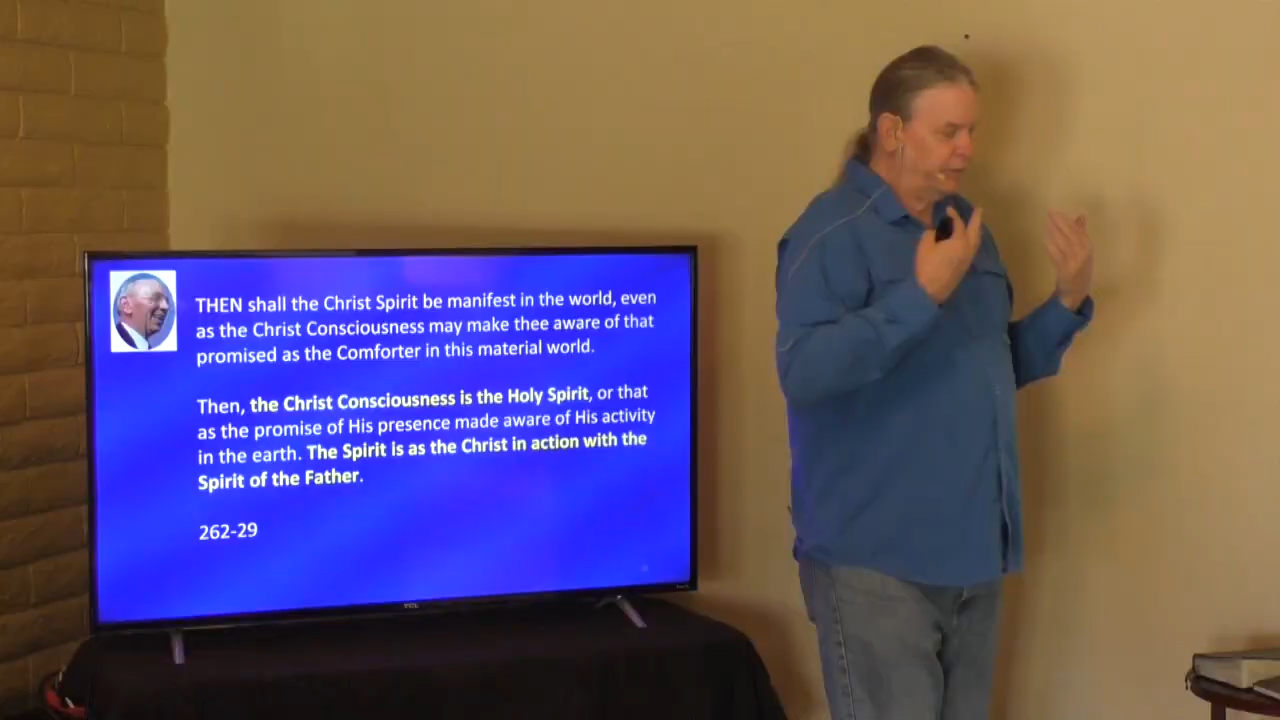 THEN shall the Christ Spirit be manifest in the world, even
as the Christ Consciousness may make thee aware of that
promised as the Comforter in this material world.
Then, the Christ Consciousness is the Holy Spirit, or that
as the promise of His presence made aware of His activity
in the earth. The Spirit is as the Christ in action with the
Spirit of the Father.
262-29
TCL